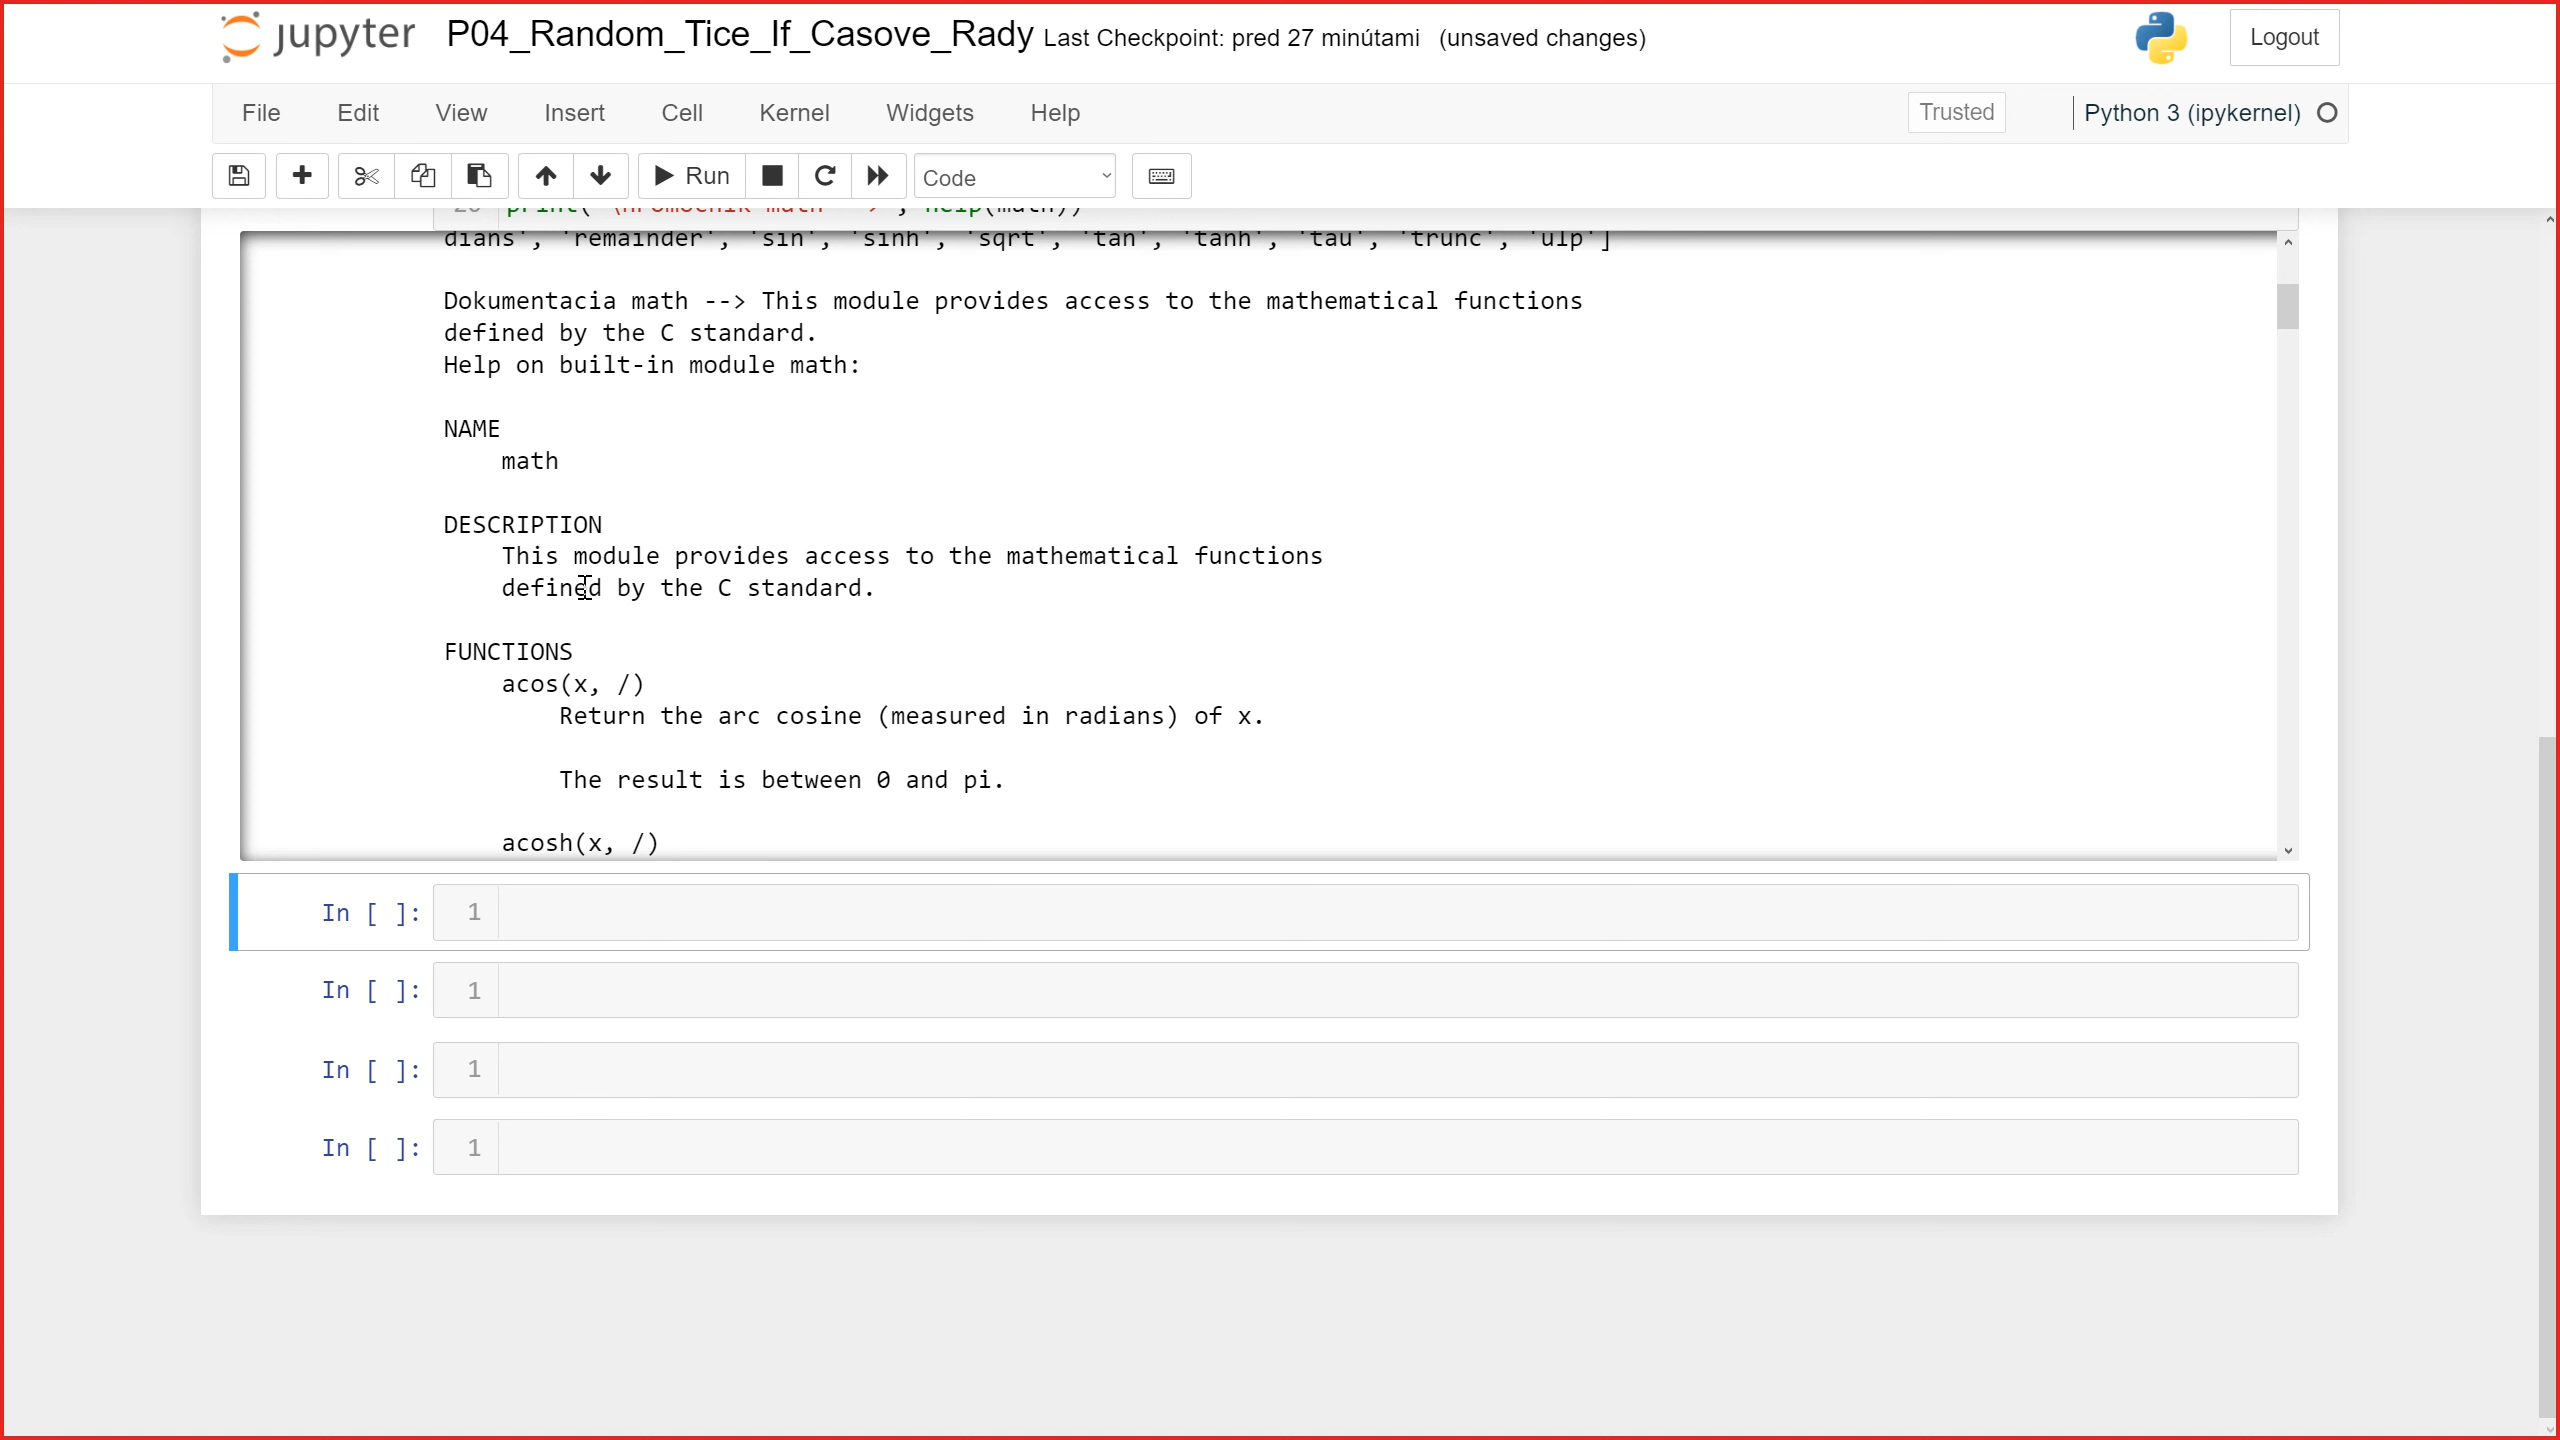 jupyter P04_Random_Tice_If_Casove_Rady Last Checkpoint: pred 27 minútami (unsaved changes) Logout
File Edit View Insert Cell Kernel Widgets Help Trusted Python 3 (ipykernel)
Run Code
dians', 'remainder', 'sin', 'sinh', 'sqrt', 'tan', 'tanh', 'tau', 'trunc', 'ulp']
Dokumentacia math --> This module provides access to the mathematical functions
defined by the C standard.
Help on built-in module math:
NAME
math
DESCRIPTION
This module provides access to the mathematical functions
defined by the C standard.
FUNCTIONS
acos(x, /)
Return the arc cosine (measured in radians) of x.
The result is between 0 and pi.
acosh(x, /)
In [ ]: 1
In [ ]: 1
In [ ]: 1
In [ ]: 1